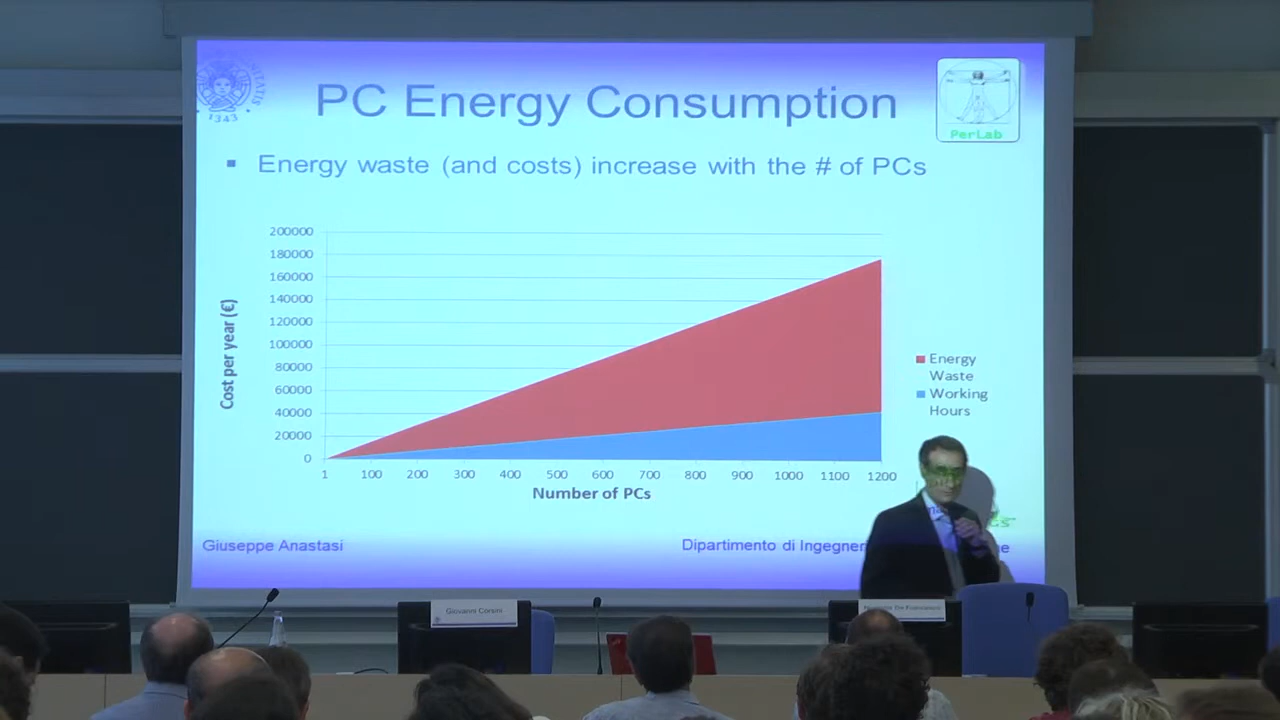 PC Energy Consumption
1343
PerLab
▪ Energy waste (and costs) increase with the # of PCs
200000
180000
160000
140000
120000
100000
80000
60000
40000
20000
0
Cost per year (€)
1 100 200 300 400 500 600 700 800 900 1000 1100 1200
Number of PCs
Energy
Waste
Working
Hours
Giuseppe Anastasi
Dipartimento di
Giovanni Corsini